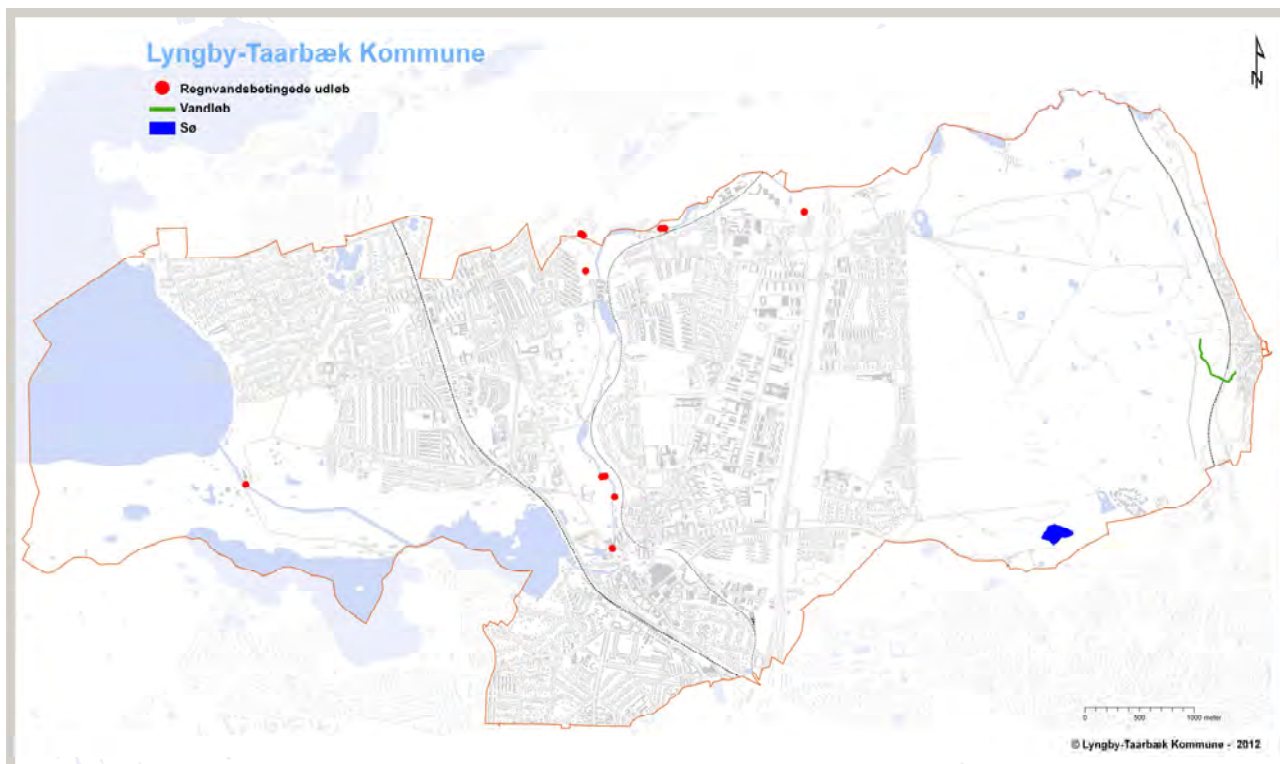 Lyngby-Taarbæk Kommune
Regnvandsbetingede udløb
Vandløb
Sø
N
0 500 1000 meter
© Lyngby-Taarbæk Kommune - 2012